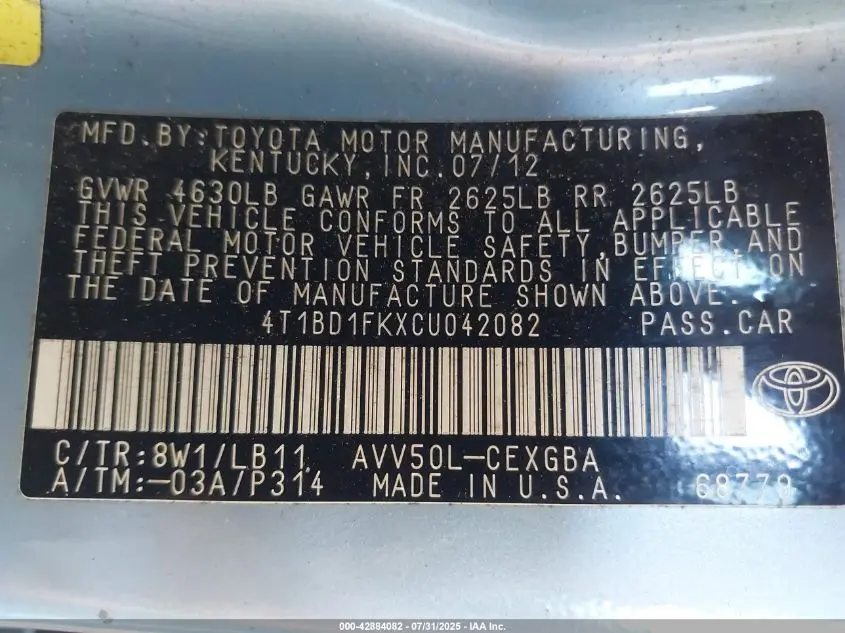 MFD.BY:TOYOTA MOTOR MANUFACTURING,
KENTUCKY,INC.07/12
GVWR 4630LB GAWR FR 2625LB RR 2625LB
THIS VEHICLE CONFORMS TO ALL APPLICABLE
FEDERAL MOTOR VEHICLE SAFETY,BUMPER,AND
THEFT PREVENTION STANDARDS IN EFFECT ON
THE DATE OF MANUFACTURE SHOWN ABOVE.
4T1BD1FKXCU042082 PASS.CAR
C/TR:8W1/LB11, AVV50L-CEXGBA
A/TM:-03A/P314 MADE IN U.S.A. 68779
000-42884082 - 07/31/2025 - IAA Inc.